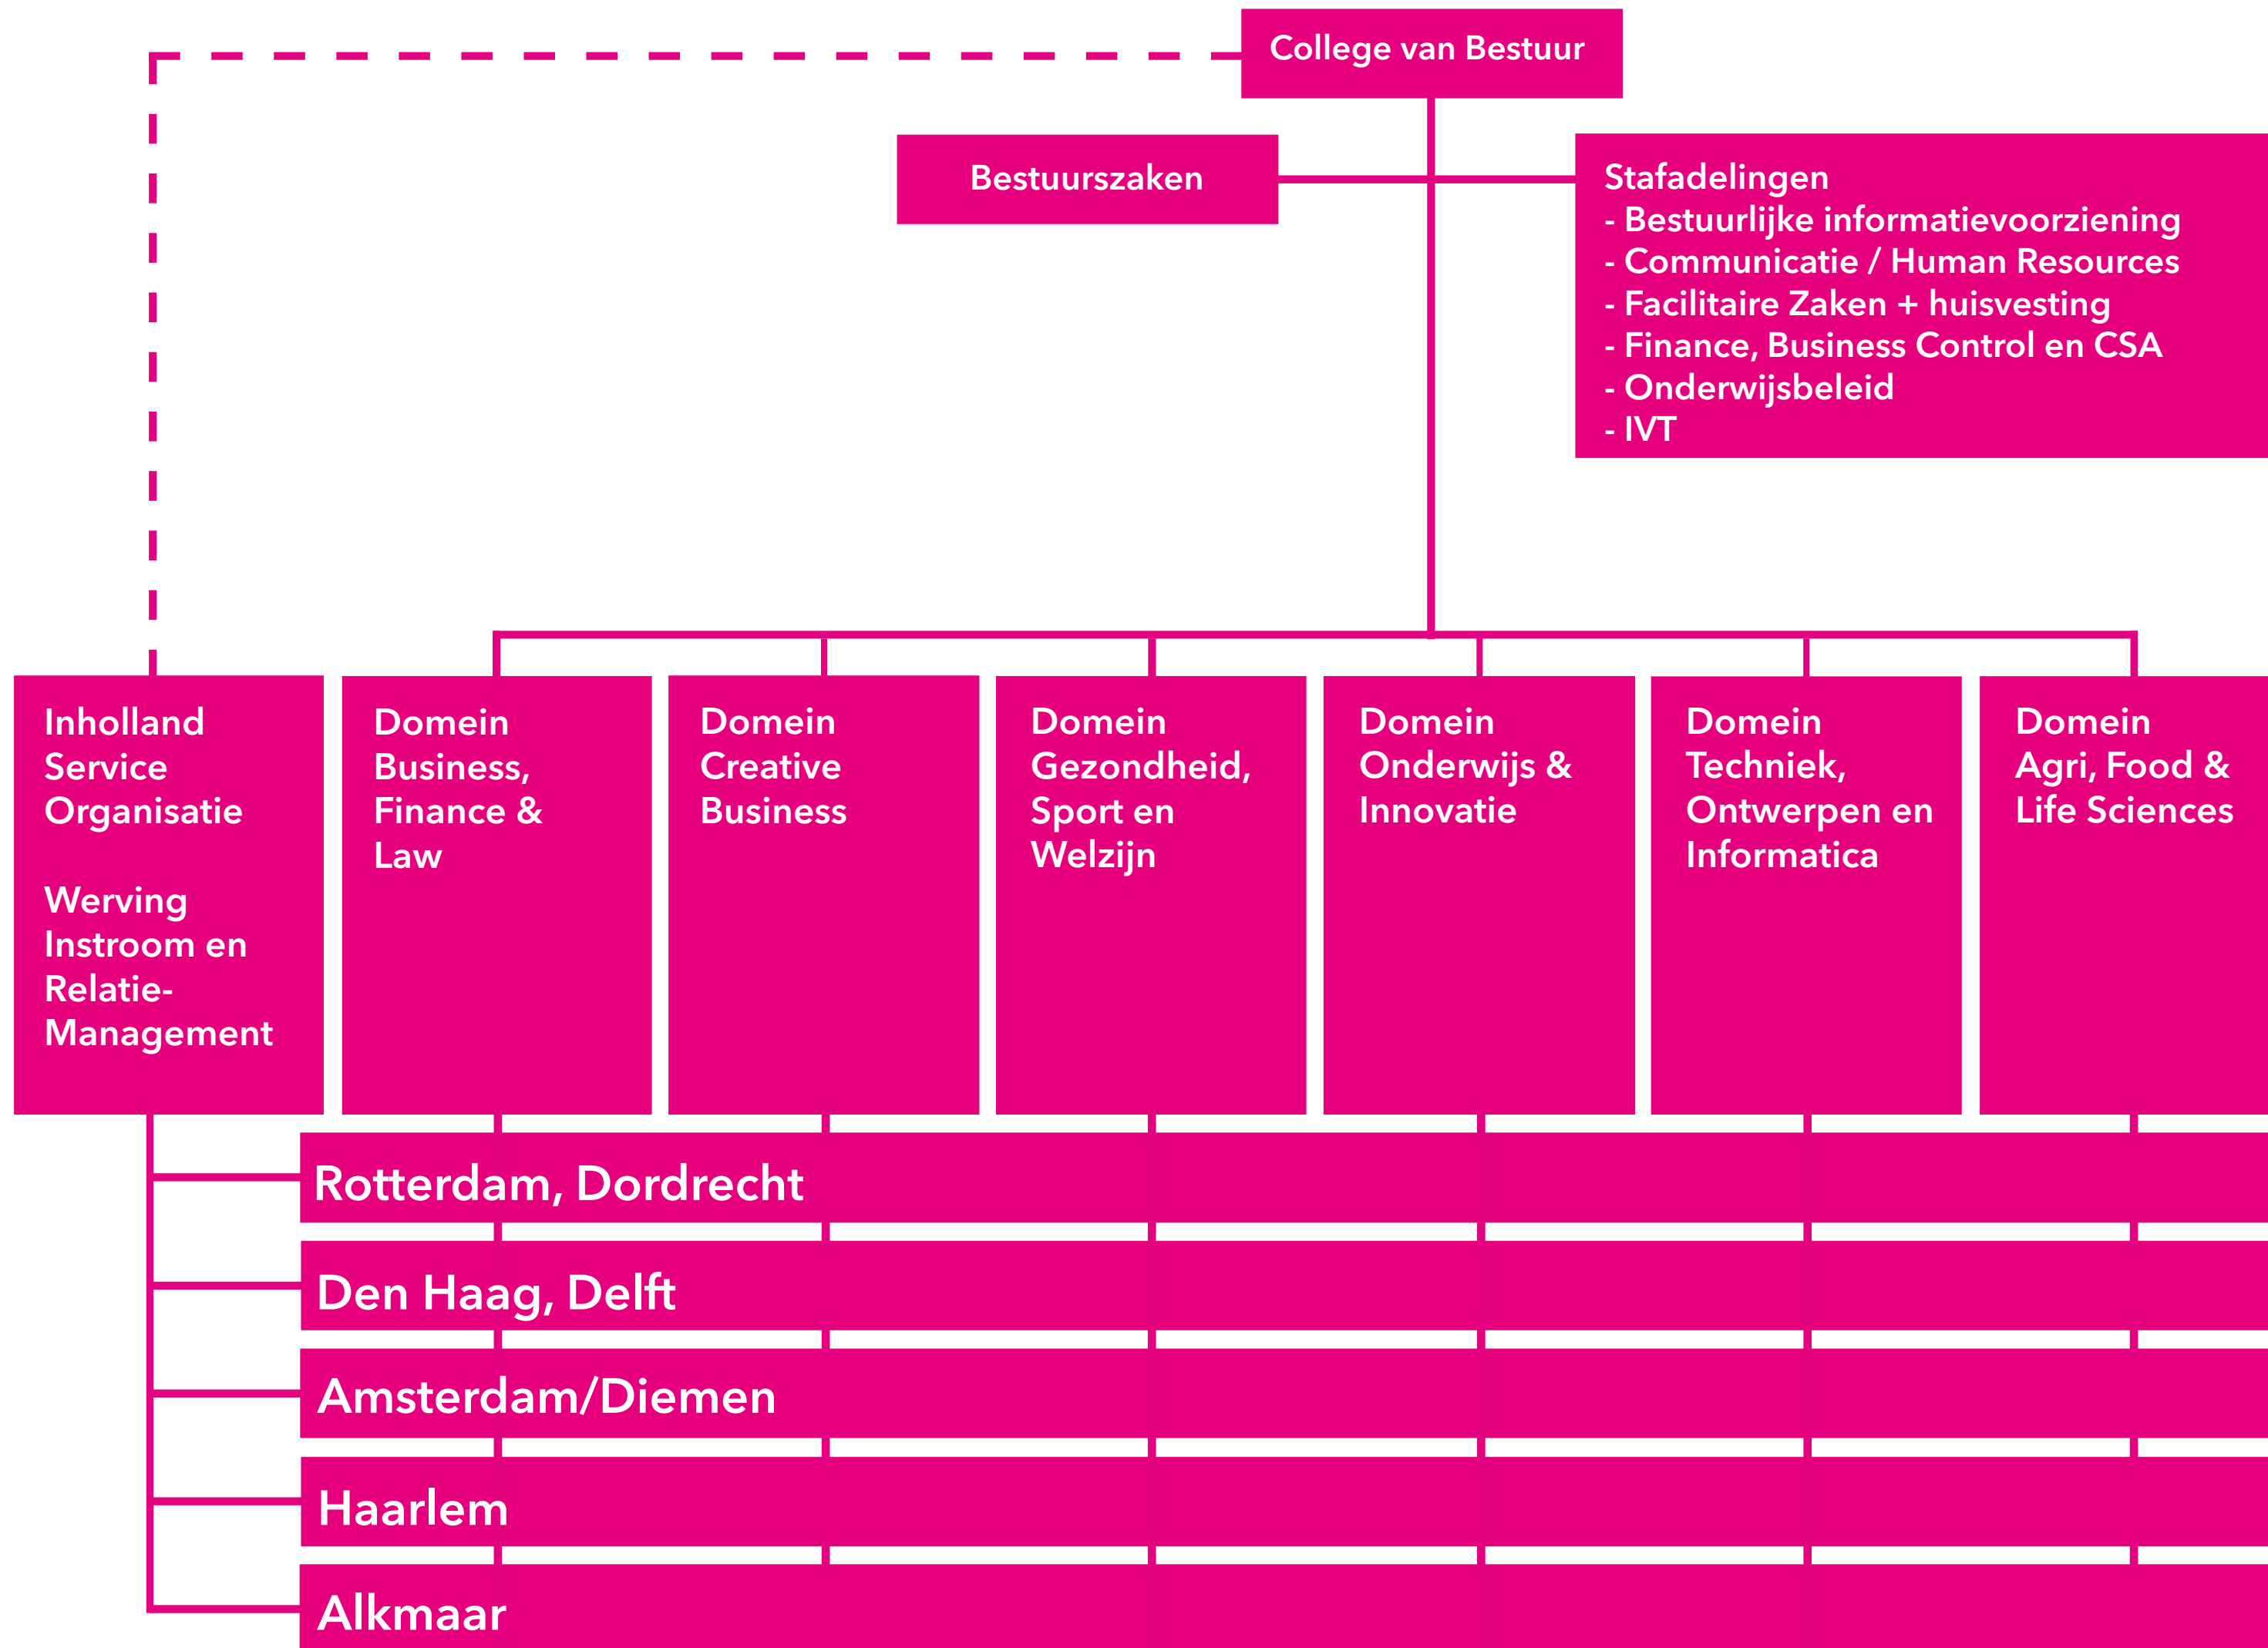 College van Bestuur
Bestuurszaken
Stafadelingen
- Bestuurlijke informatievoorziening
- Communicatie / Human Resources
- Facilitaire Zaken + huisvesting
- Finance, Business Control en CSA
- Onderwijsbeleid
- IVT
Inholland
Service
Organisatie
Werving
Instroom en
Relatie-
Management
Domein
Business,
Finance &
Law
Domein
Creative
Business
Domein
Gezondheid,
Sport en
Welzijn
Domein
Onderwijs &
Innovatie
Domein
Techniek,
Ontwerpen en
Informatica
Domein
Agri, Food &
Life Sciences
Rotterdam, Dordrecht
Den Haag, Delft
Amsterdam/Diemen
Haarlem
Alkmaar